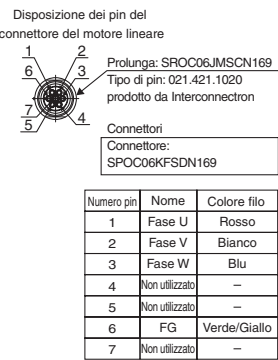 Disposizione dei pin del
connettore del motore lineare
1 2
6 3
7
5 4
Prolunga: SROC06JMSCN169
Tipo di pin: 021.421.1020
prodotto da Interconnectron
Connettori
Connettore:
SPOC06KFSDN169
Numero pin Nome Colore filo
1 Fase U Rosso
2 Fase V Bianco
3 Fase W Blu
4 Non utilizzato –
5 Non utilizzato –
6 FG Verde/Giallo
7 Non utilizzato –